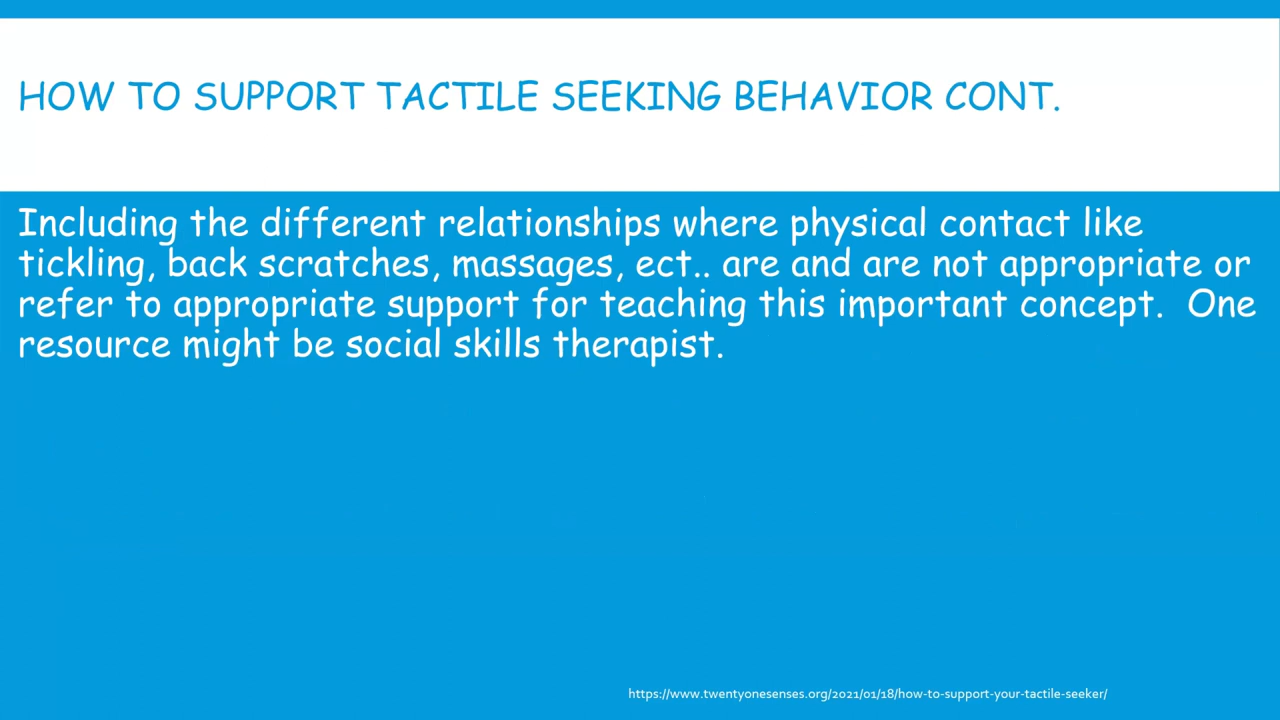 HOW TO SUPPORT TACTILE SEEKING BEHAVIOR CONT.
Including the different relationships where physical contact like
tickling, back scratches, massages, ect.. are and are not appropriate or
refer to appropriate support for teaching this important concept.  One
resource might be social skills therapist.
https://www.twentyonesenses.org/2021/01/18/how-to-support-your-tactile-seeker/